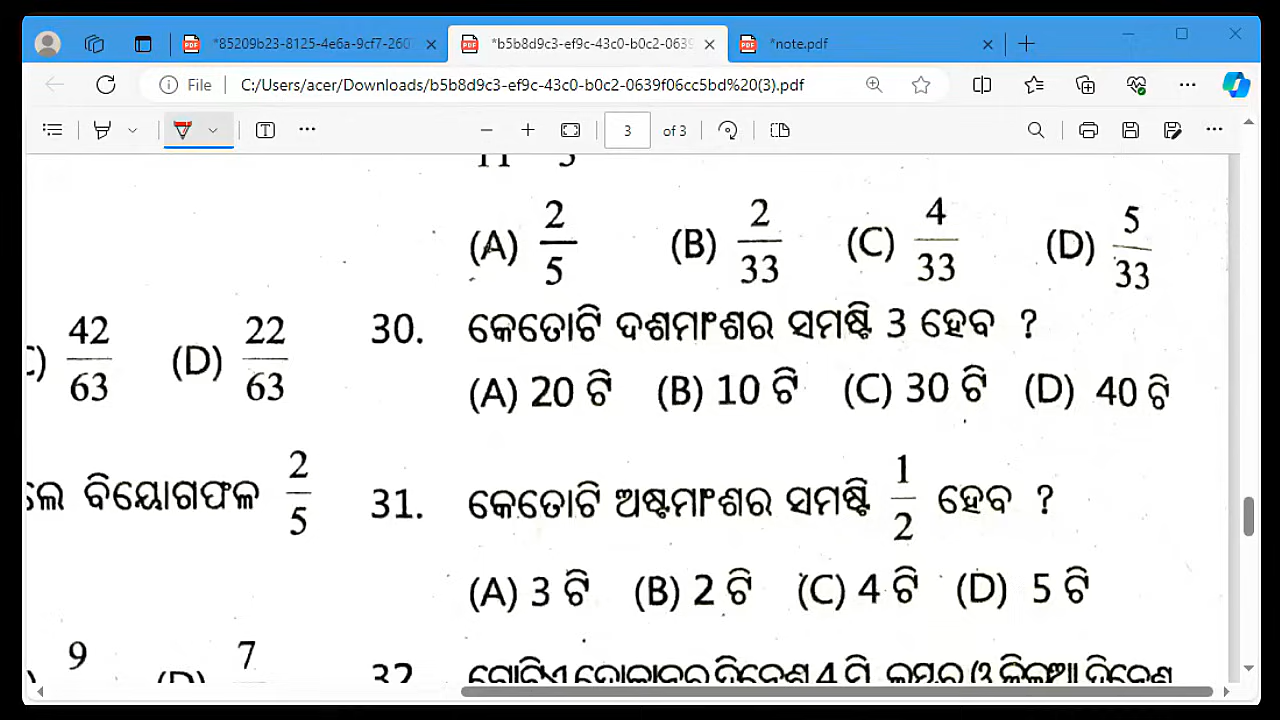 *85209b23-8125-4e6a-9cf7-260
*b5b8d9c3-ef9c-43c0-b0c2-0639
*note.pdf
File C:/Users/acer/Downloads/b5b8d9c3-ef9c-43c0-b0c2-0639f06cc5bd%20(3).pdf
3 of 3
(A) 2/5 (B) 2/33 (C) 4/33 (D) 5/33
42/63 (D) 22/63
30. କେତୋଟି ଦଶମାଂଶର ସମଷ୍ଟି 3 ହେବ ?
(A) 20 ଟି (B) 10 ଟି (C) 30 ଟି (D) 40 ଟି
ଲେ ବିୟୋଗଫଳ 2/5
31. କେତୋଟି ଅଷ୍ଟମାଂଶର ସମଷ୍ଟି 1/2 ହେବ ?
(A) 3 ଟି (B) 2 ଟି (C) 4 ଟି (D) 5 ଟି
9 (D) 7
32